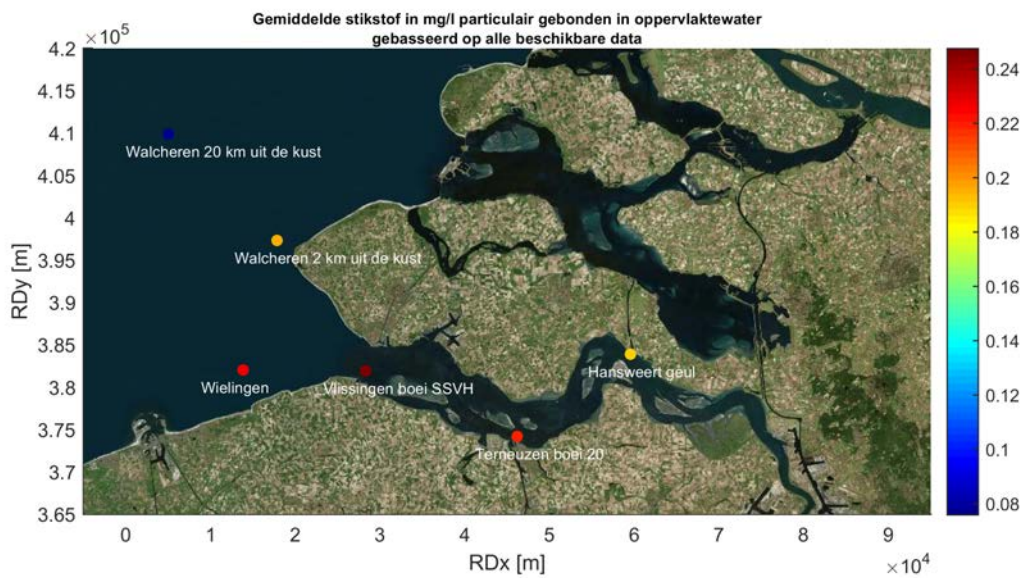 Gemiddelde stikstof in mg/l particulair gebonden in oppervlaktewater
gebasseerd op alle beschikbare data
×10⁵
4.2
4.15
4.1
4.05
4
3.95
3.9
3.85
3.8
3.75
3.7
3.65
RDy [m]
Walcheren 20 km uit de kust
Walcheren 2 km uit de kust
Wielingen
Vlissingen boei SSVH
Hansweert geul
Terneuzen boei 20
0 1 2 3 4 5 6 7 8 9
RDx [m]
×10⁴
0.24
0.22
0.2
0.18
0.16
0.14
0.12
0.1
0.08